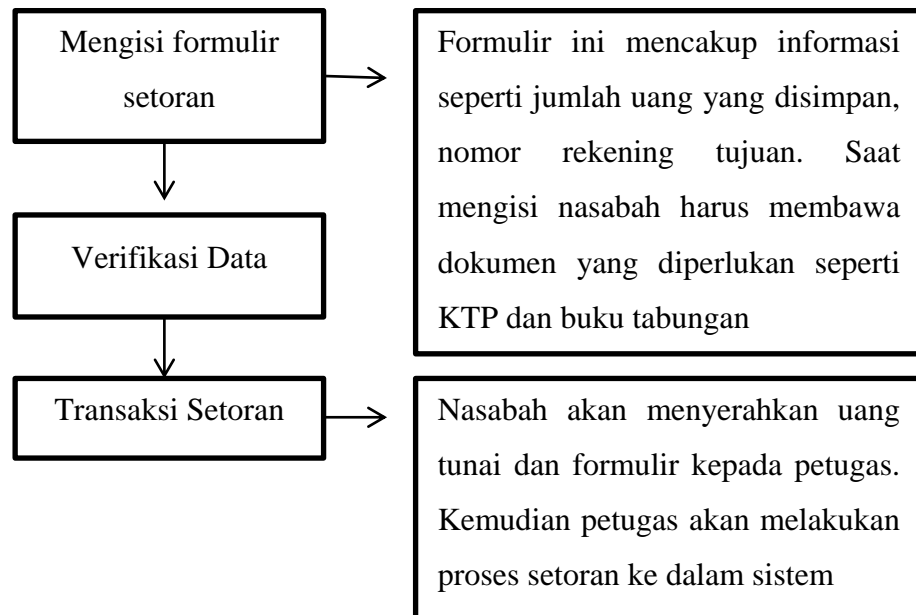 Mengisi formulir
setoran
Formulir ini mencakup informasi
seperti jumlah uang yang disimpan,
nomor rekening tujuan. Saat
mengisi nasabah harus membawa
dokumen yang diperlukan seperti
KTP dan buku tabungan
Verifikasi Data
Transaksi Setoran
Nasabah akan menyerahkan uang
tunai dan formulir kepada petugas.
Kemudian petugas akan melakukan
proses setoran ke dalam sistem